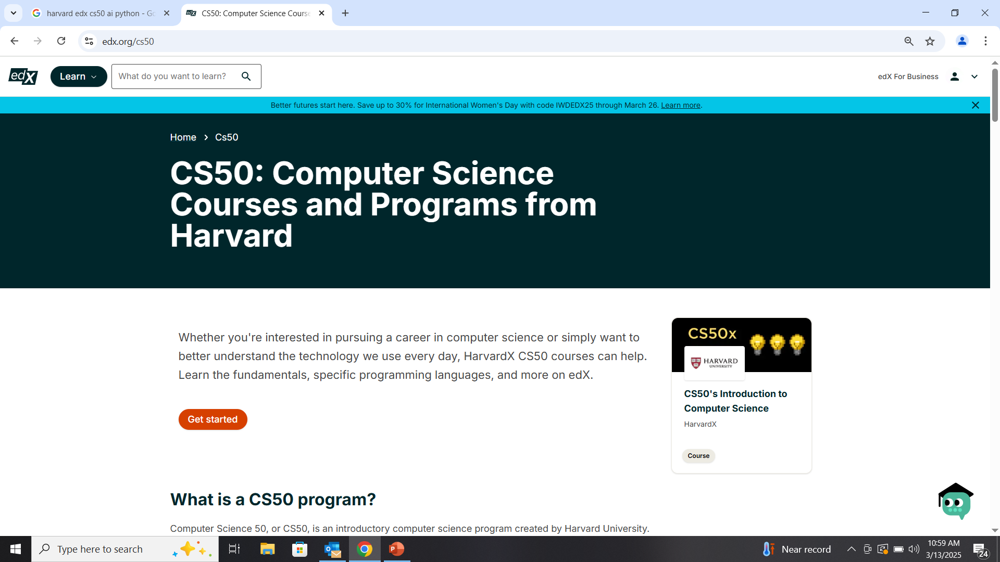 harvard edx cs50 ai python - Go
CS50: Computer Science Course
edx.org/cs50
edX
Learn
What do you want to learn?
edX For Business
Better futures start here. Save up to 30% for International Women's Day with code IWDEDX25 through March 26. Learn more.
Home > Cs50
CS50: Computer Science
Courses and Programs from
Harvard
Whether you're interested in pursuing a career in computer science or simply want to
better understand the technology we use every day, HarvardX CS50 courses can help.
Learn the fundamentals, specific programming languages, and more on edX.
Get started
CS50x
HARVARD
UNIVERSITY
CS50's Introduction to
Computer Science
HarvardX
Course
What is a CS50 program?
Computer Science 50, or CS50, is an introductory computer science program created by Harvard University.
Type here to search
Near record
10:59 AM
3/13/2025
24